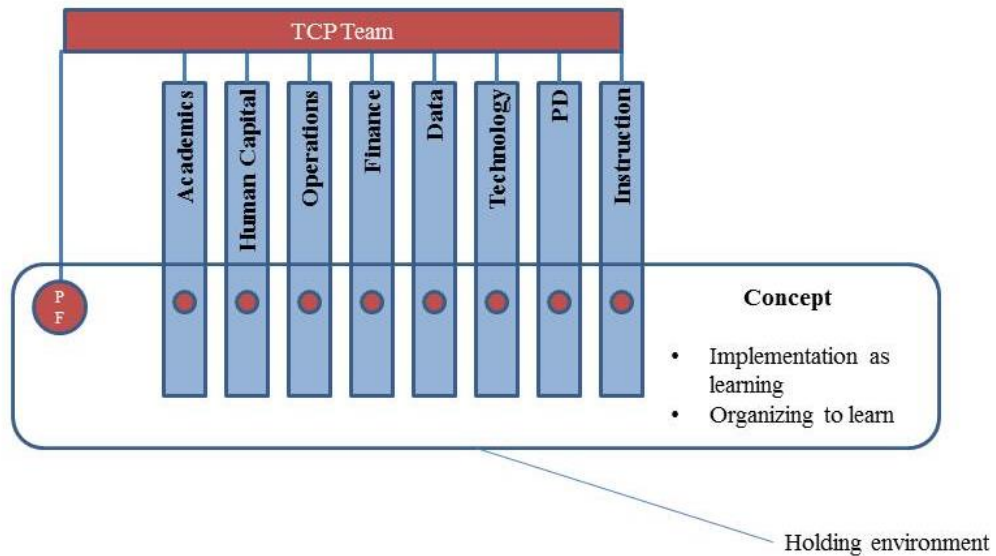 TCP Team
Academics
Human Capital
Operations
Finance
Data
Technology
PD
Instruction
P
F
Concept
• Implementation as
learning
• Organizing to learn
Holding environment